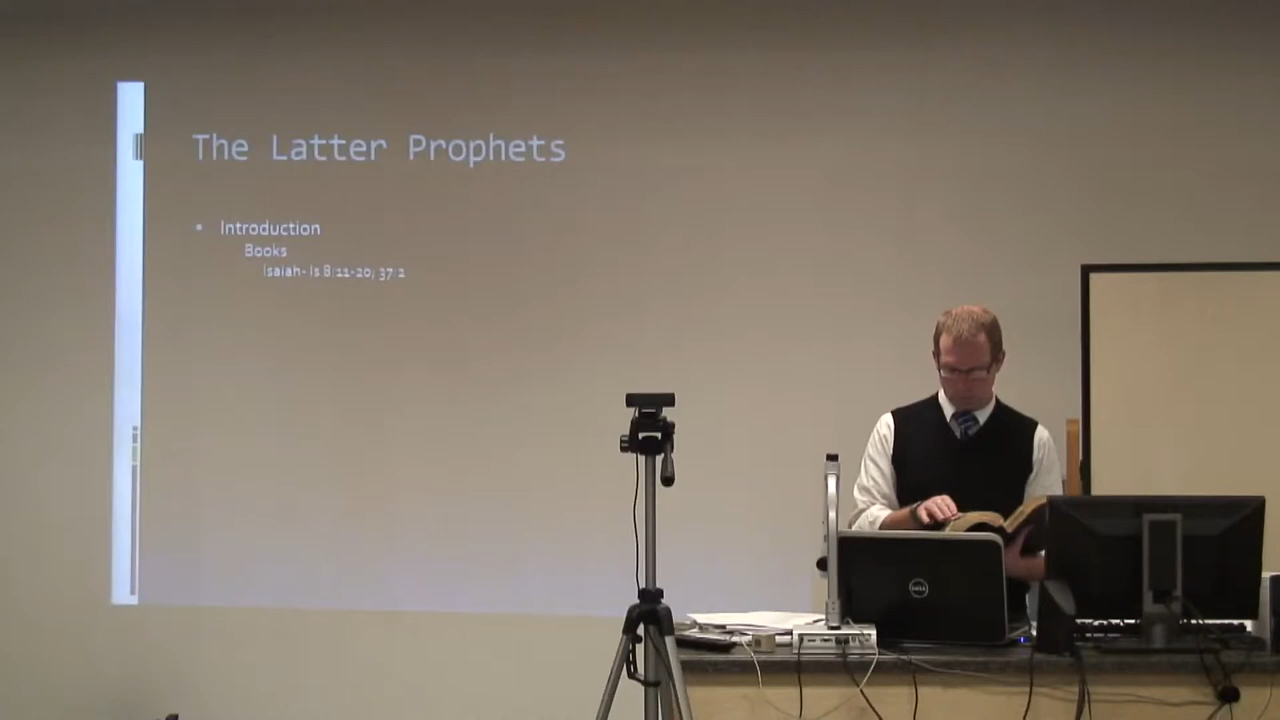 The Latter Prophets
Introduction
Books
Isaiah- Is 8:11-20; 37:2
DELL